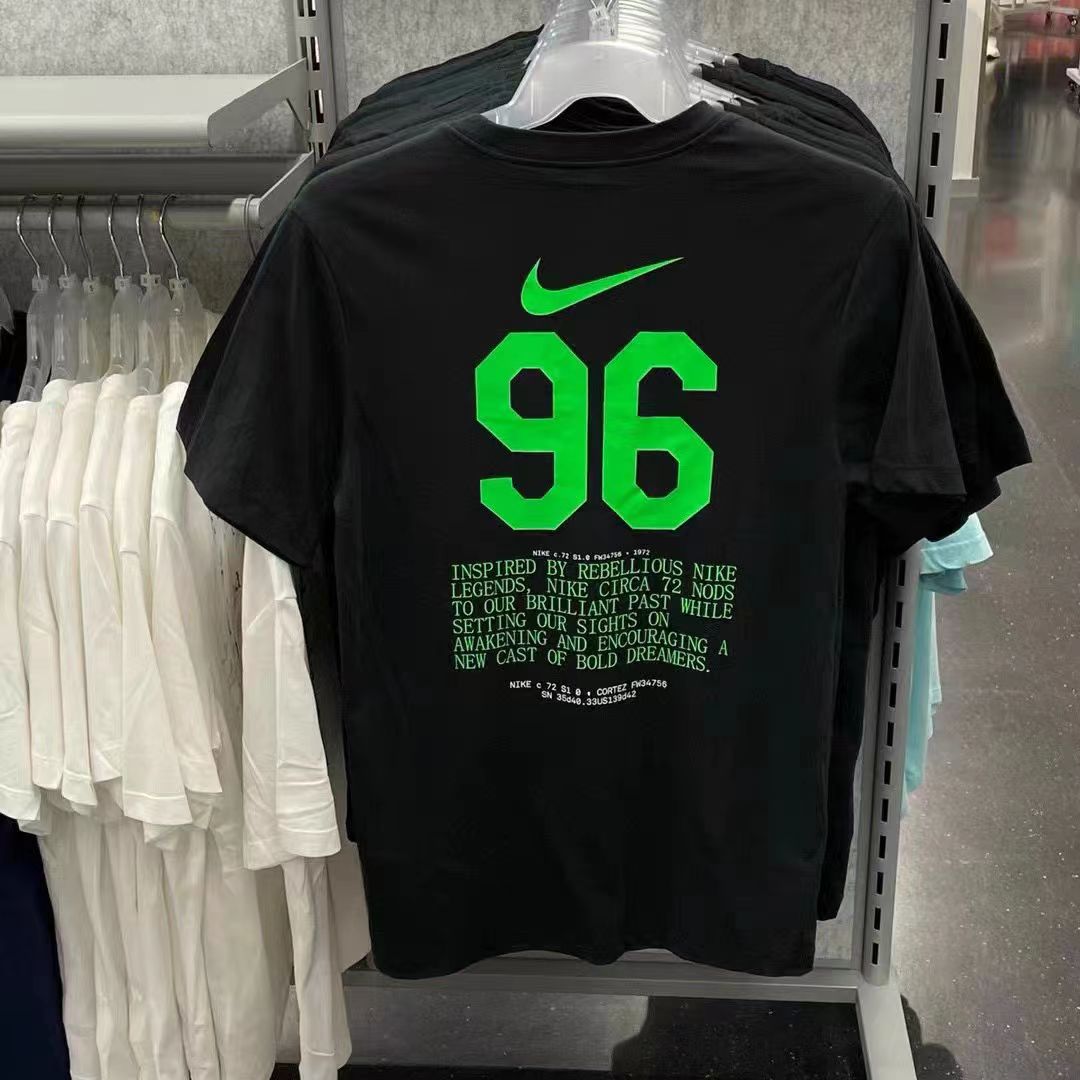 96
NIKE c.72 S1.0 FW34756 • 1972
INSPIRED BY REBELLIOUS NIKE
LEGENDS, NIKE CIRCA 72 NODS
TO OUR BRILLIANT PAST WHILE
SETTING OUR SIGHTS ON
AWAKENING AND ENCOURAGING A
NEW CAST OF BOLD DREAMERS.
NIKE c 72 S1 0 • CORTEZ FW34756
SN 35d40.33US139d42